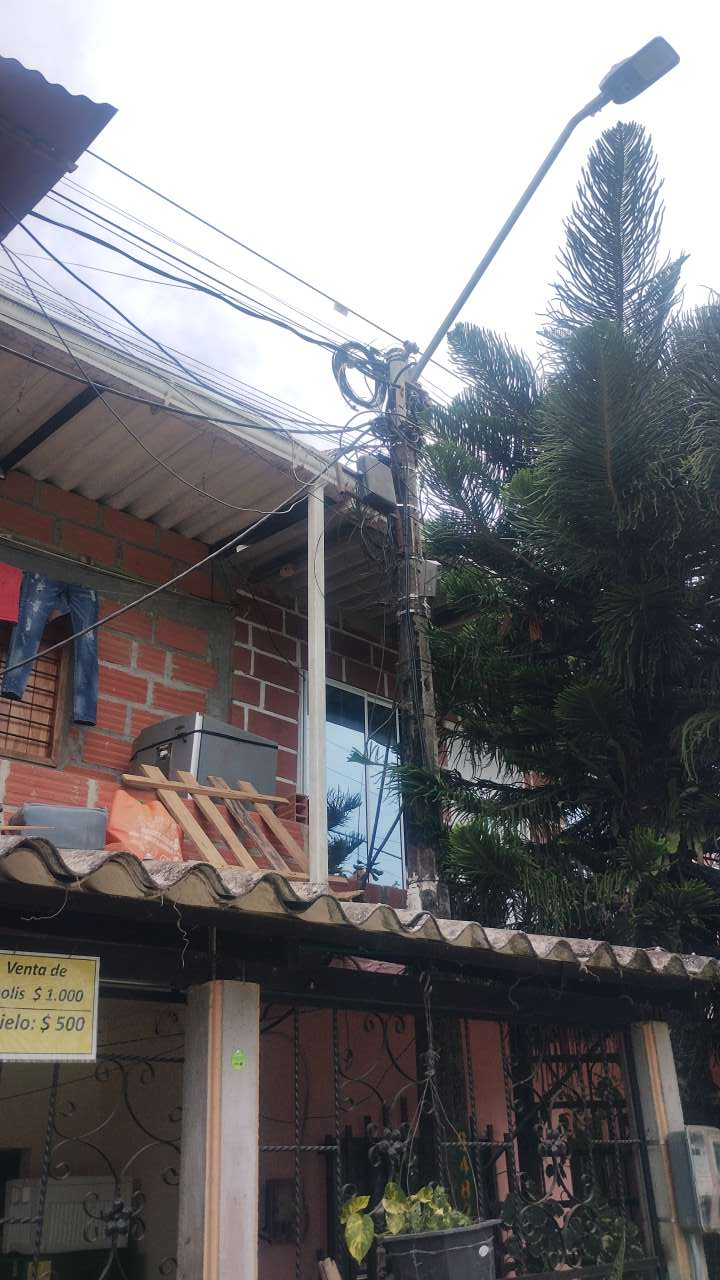 Venta de
olis $ 1.000
ielo: $ 500